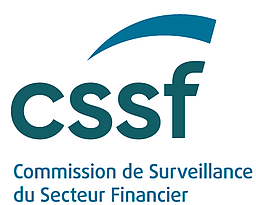 cssf
Commission de Surveillance
du Secteur Financier